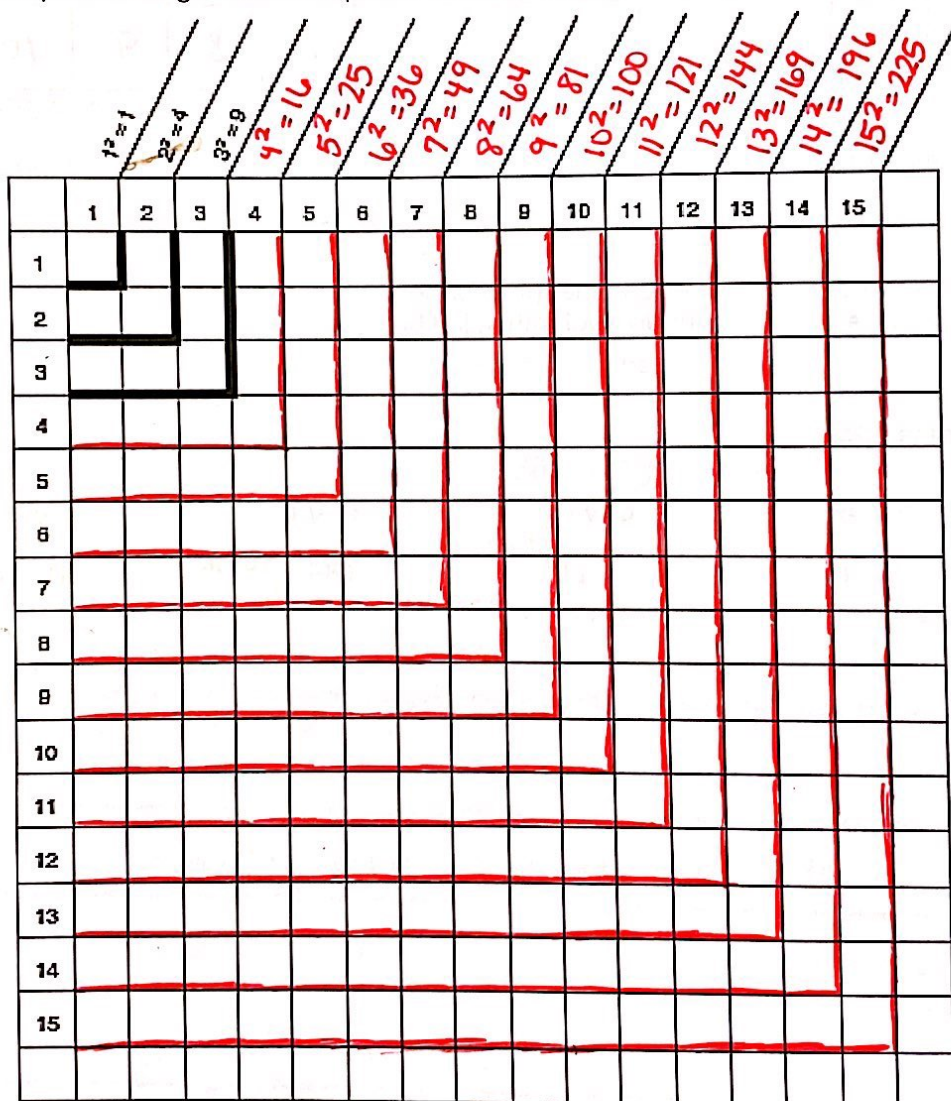 1² = 1
2² = 4
3² = 9
4² = 16
5² = 25
6² = 36
7² = 49
8² = 64
9² = 81
10² = 100
11² = 121
12² = 144
13² = 169
14² = 196
15² = 225
1 2 3 4 5 6 7 8 9 10 11 12 13 14 15
1
2
3
4
5
6
7
8
9
10
11
12
13
14
15